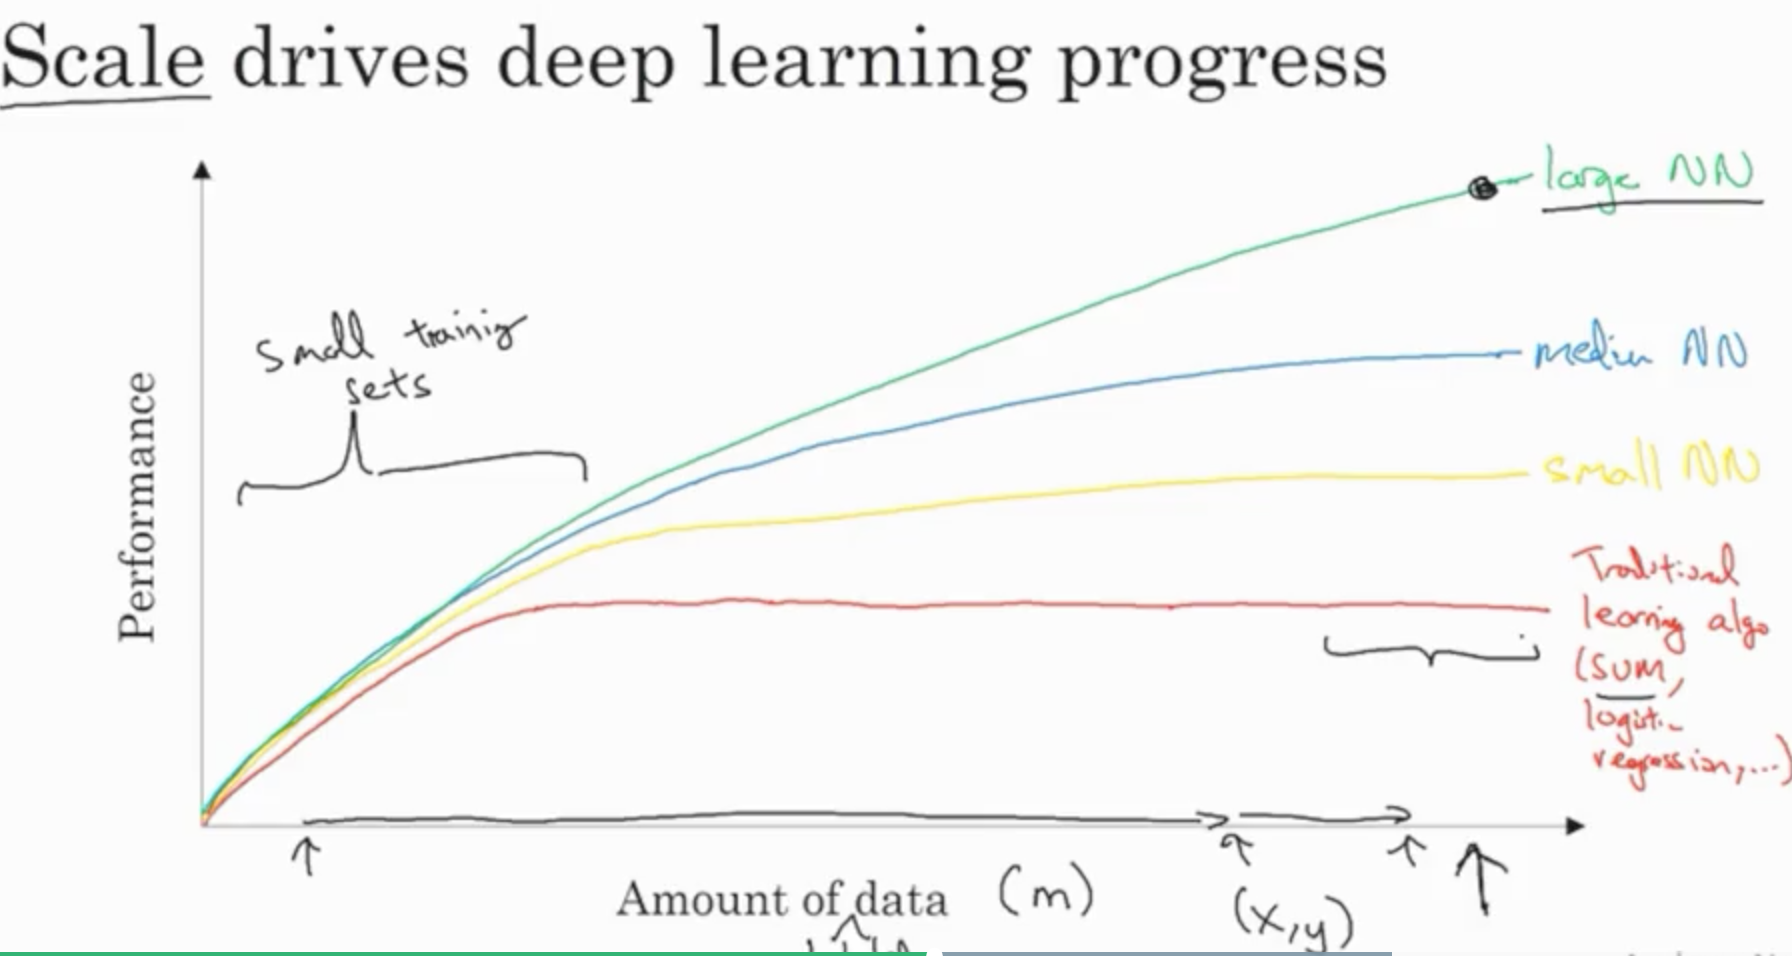 Scale drives deep learning progress
large NN
small training
sets
medium NN
small NN
Performance
Traditional
learning algo
(SVM,
logistic
regression,...)
Amount of data (m)
(x,y)